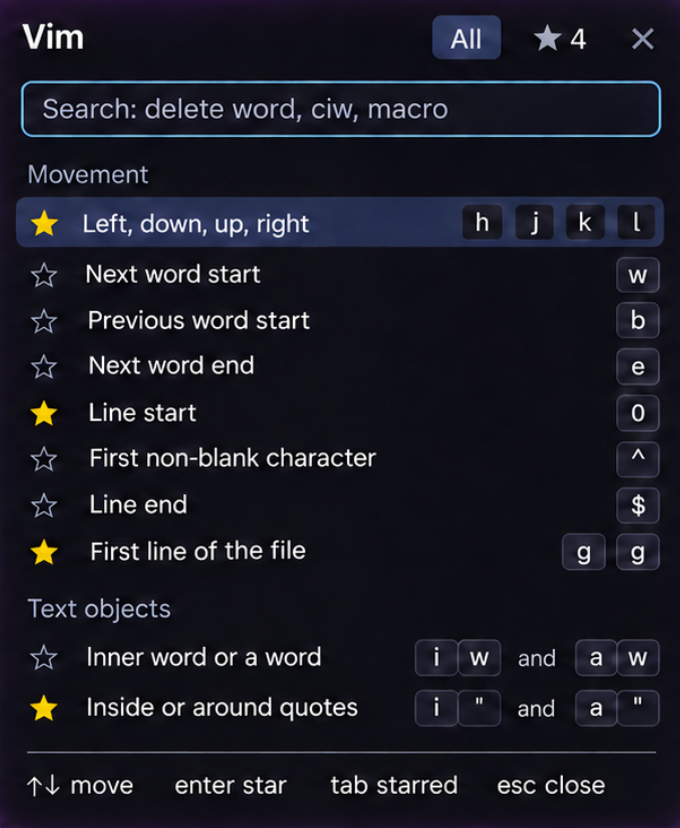 Vim All ★ 4 ✕
Search: delete word, ciw, macro
Movement
★ Left, down, up, right h j k l
☆ Next word start w
☆ Previous word start b
☆ Next word end e
★ Line start 0
☆ First non-blank character ^
☆ Line end $
★ First line of the file g g
Text objects
☆ Inner word or a word i w and a w
★ Inside or around quotes i " and a "
↑↓ move enter star tab starred esc close